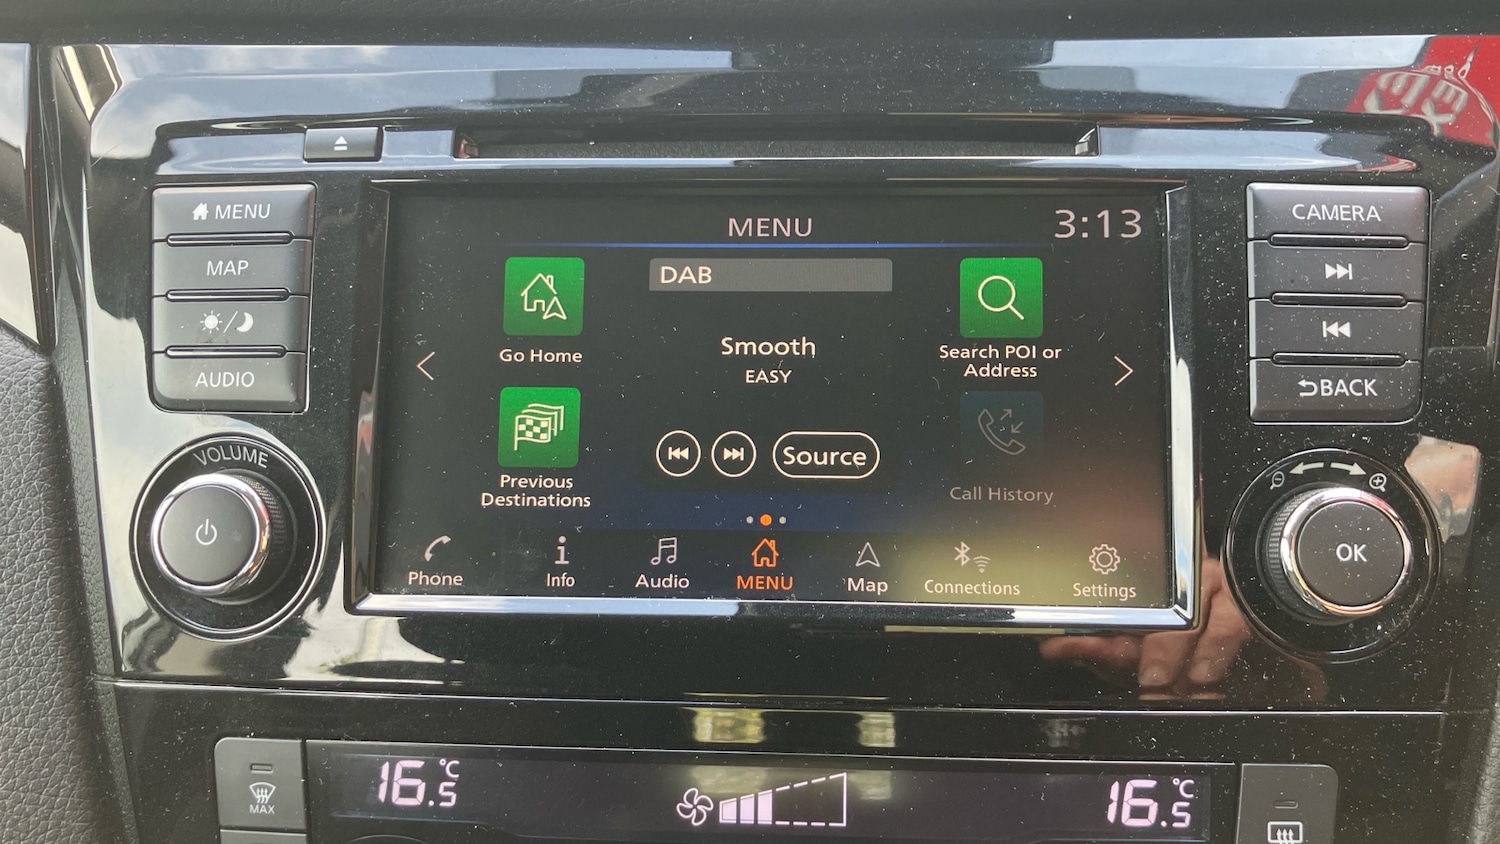 MENU
MAP
AUDIO
VOLUME
MENU
3:13
DAB
Go Home
Smooth
EASY
Search POI or
Address
Previous
Destinations
Source
Call History
Phone
Info
Audio
MENU
Map
Connections
Settings
CAMERA
BACK
OK
MAX
16.5°C
16.5°C